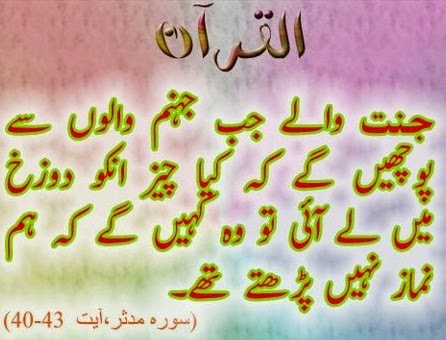 القرآن
جنت والے جب جہنم والوں سے
پوچھیں گے کہ کیا چیز انکو دوزخ
میں لے آئی تو وہ کہیں گے کہ ہم
نماز نہیں پڑھتے تھے۔
(سورہ مدثر،آیت 43-40)